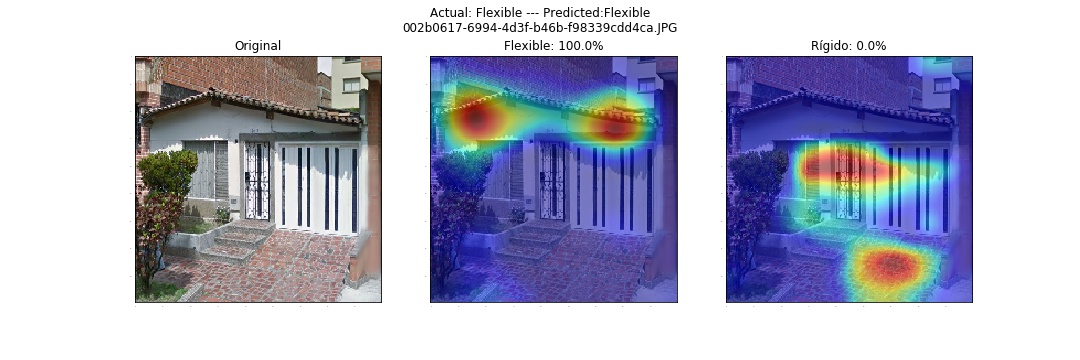 Actual: Flexible --- Predicted:Flexible
002b0617-6994-4d3f-b46b-f98339cdd4ca.JPG
Original
Flexible: 100.0%
Rígido: 0.0%